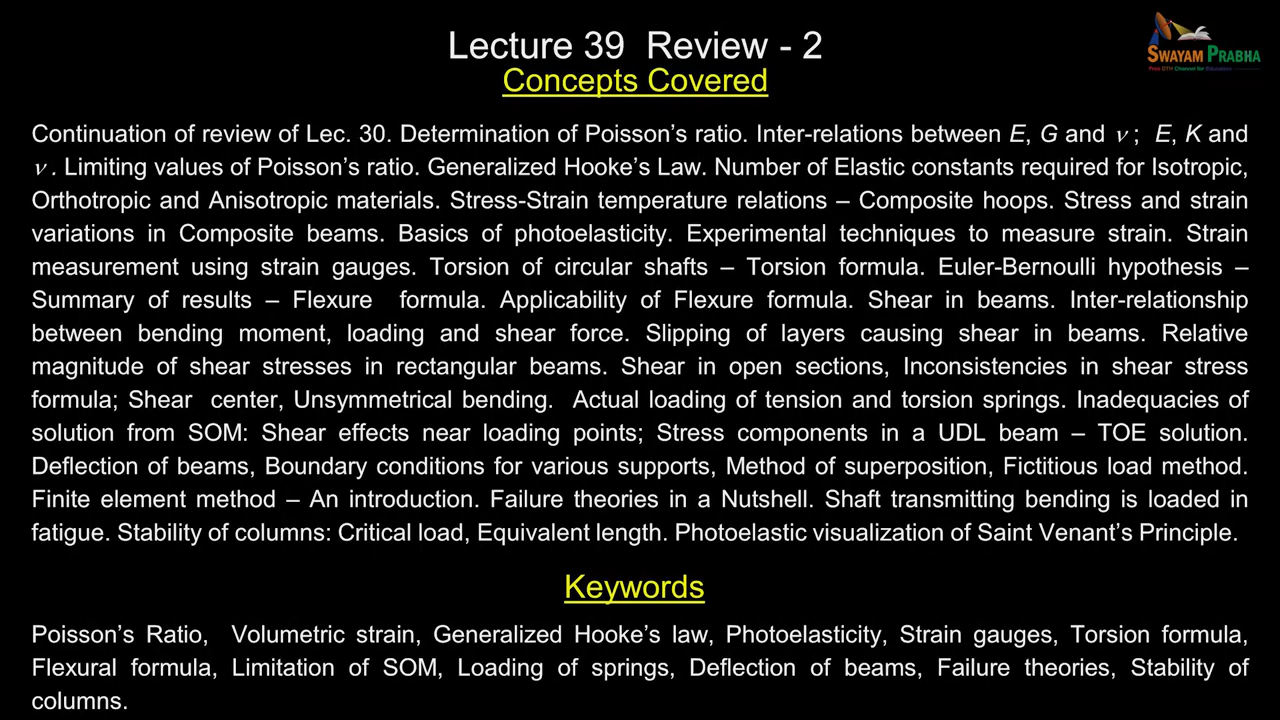 Lecture 39 Review - 2
SWAYAM PRABHA
Free DTH Channel for Education
Concepts Covered
Continuation of review of Lec. 30. Determination of Poisson's ratio. Inter-relations between E, G and ν ; E, K and
ν . Limiting values of Poisson's ratio. Generalized Hooke's Law. Number of Elastic constants required for Isotropic,
Orthotropic and Anisotropic materials. Stress-Strain temperature relations – Composite hoops. Stress and strain
variations in Composite beams. Basics of photoelasticity. Experimental techniques to measure strain. Strain
measurement using strain gauges. Torsion of circular shafts – Torsion formula. Euler-Bernoulli hypothesis –
Summary of results – Flexure formula. Applicability of Flexure formula. Shear in beams. Inter-relationship
between bending moment, loading and shear force. Slipping of layers causing shear in beams. Relative
magnitude of shear stresses in rectangular beams. Shear in open sections, Inconsistencies in shear stress
formula; Shear center, Unsymmetrical bending. Actual loading of tension and torsion springs. Inadequacies of
solution from SOM: Shear effects near loading points; Stress components in a UDL beam – TOE solution.
Deflection of beams, Boundary conditions for various supports, Method of superposition, Fictitious load method.
Finite element method – An introduction. Failure theories in a Nutshell. Shaft transmitting bending is loaded in
fatigue. Stability of columns: Critical load, Equivalent length. Photoelastic visualization of Saint Venant's Principle.
Keywords
Poisson's Ratio, Volumetric strain, Generalized Hooke's law, Photoelasticity, Strain gauges, Torsion formula,
Flexural formula, Limitation of SOM, Loading of springs, Deflection of beams, Failure theories, Stability of
columns.